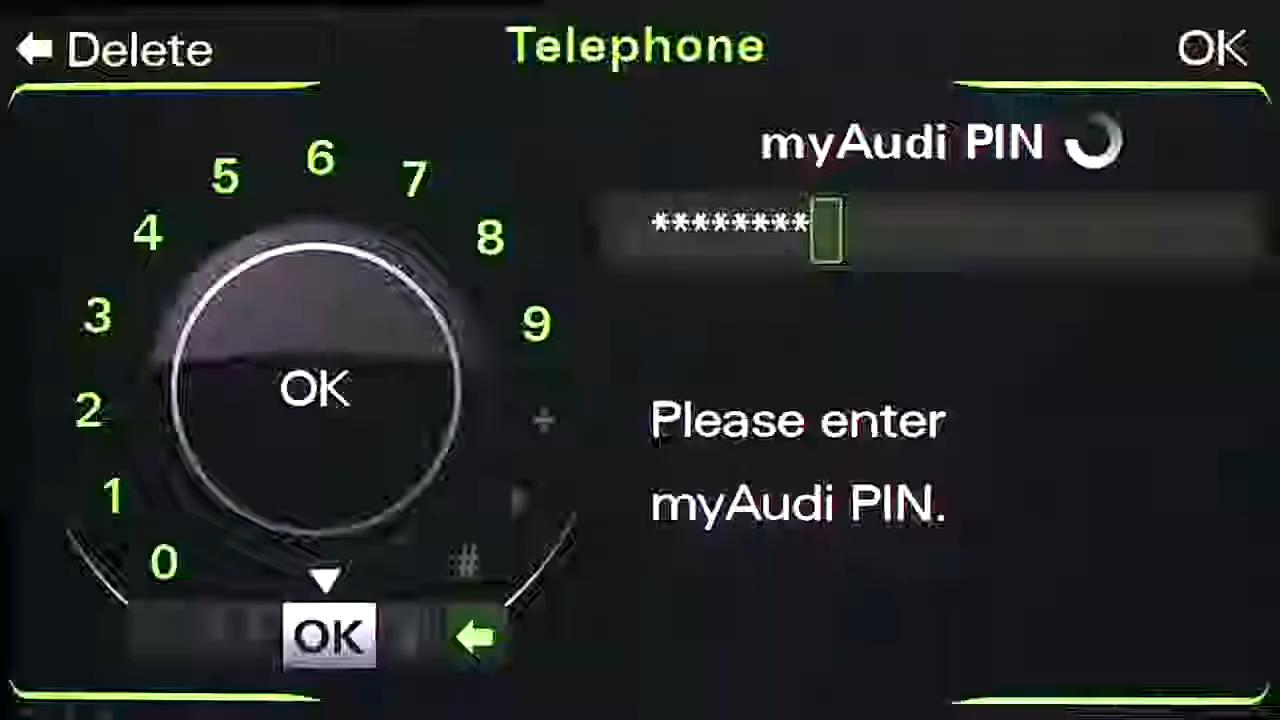 Delete
Telephone
OK
myAudi PIN
********
6
5
7
4
8
3
9
OK
2
+
Please enter
1
myAudi PIN.
0
#
OK